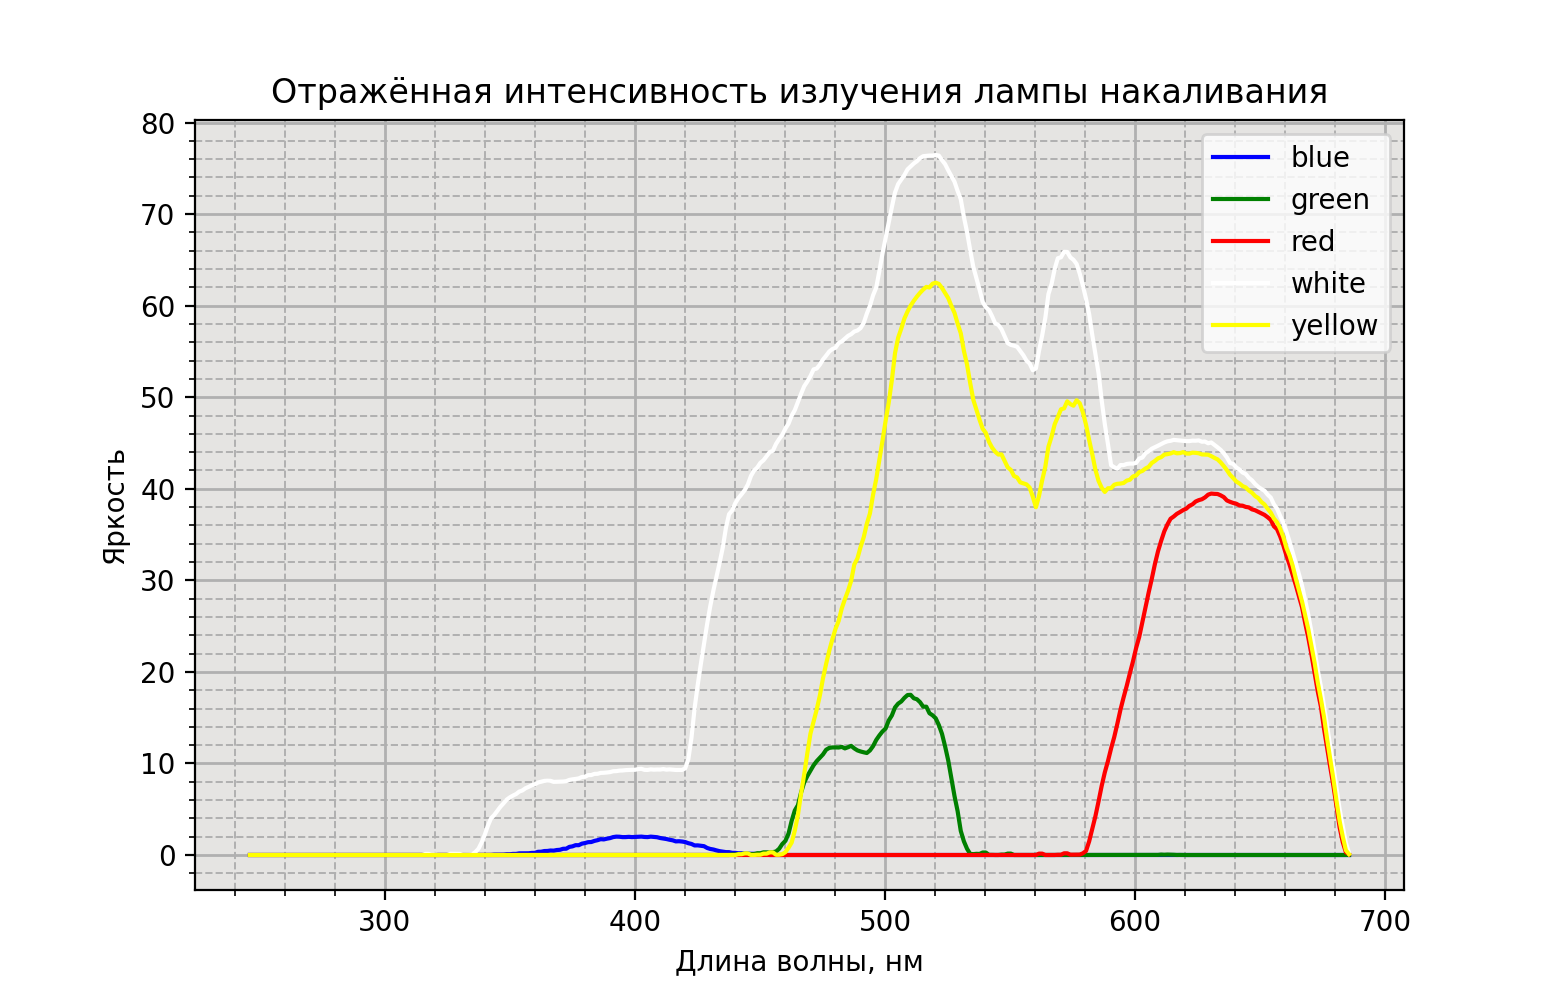 Отражённая интенсивность излучения лампы накаливания
80
70
60
50
40
30
20
10
0
Яркость
blue
green
red
white
yellow
300 400 500 600 700
Длина волны, нм